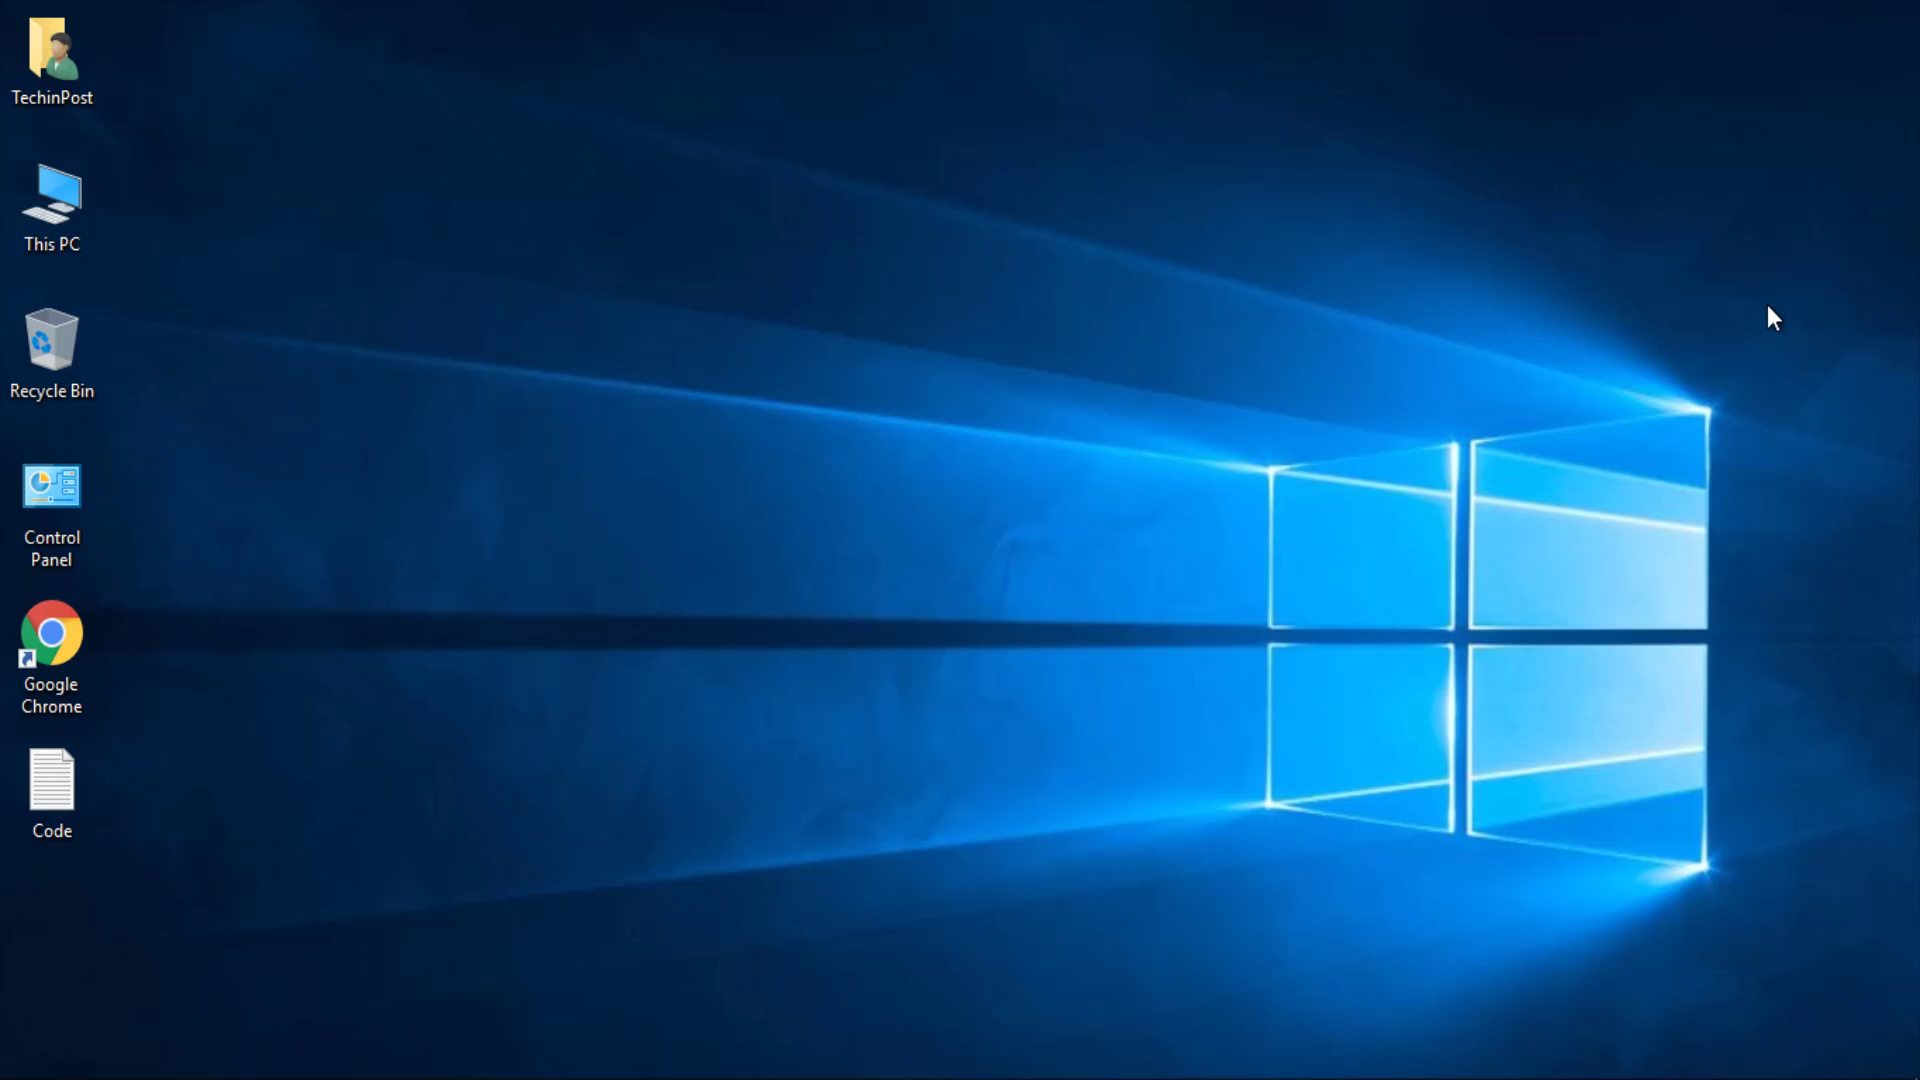 TechinPost
This PC
Recycle Bin
Control
Panel
Google
Chrome
Code